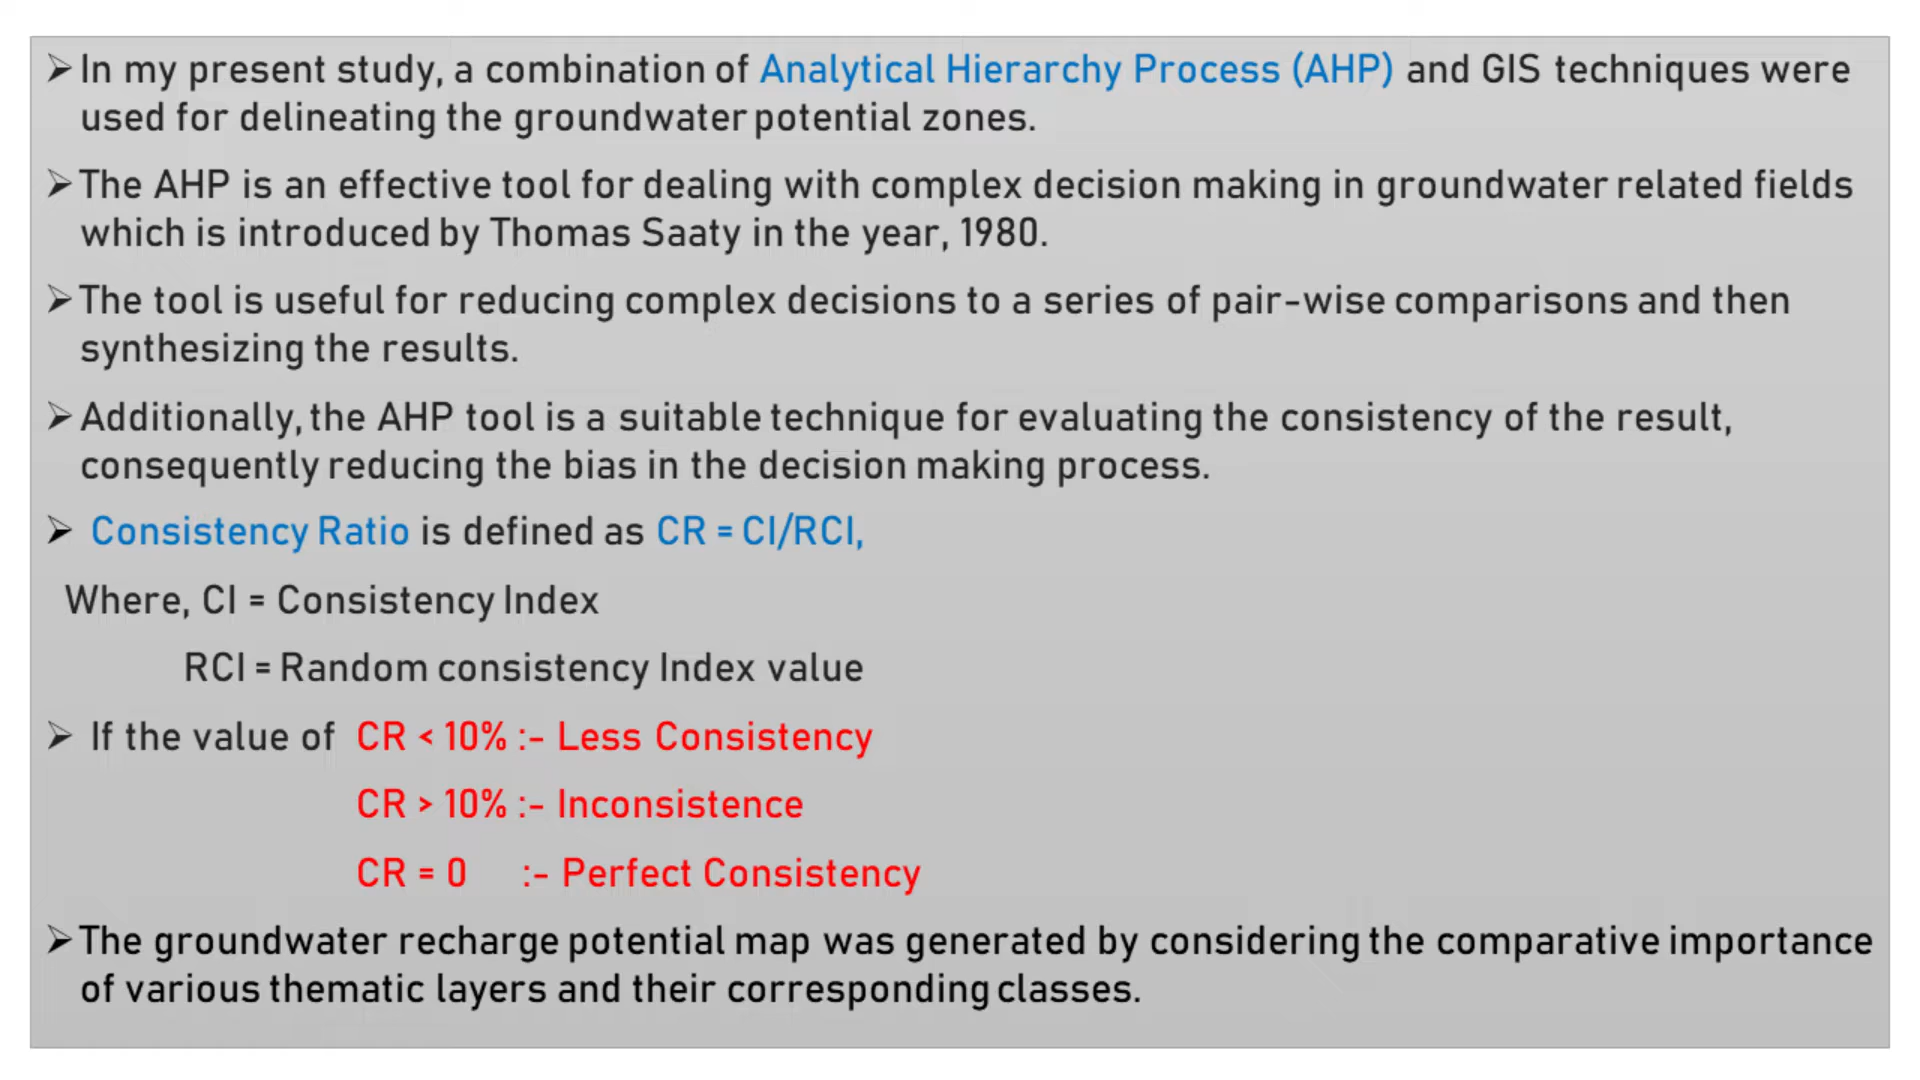 ➢In my present study, a combination of Analytical Hierarchy Process (AHP) and GIS techniques were
used for delineating the groundwater potential zones.
➢The AHP is an effective tool for dealing with complex decision making in groundwater related fields
which is introduced by Thomas Saaty in the year, 1980.
➢The tool is useful for reducing complex decisions to a series of pair-wise comparisons and then
synthesizing the results.
➢Additionally, the AHP tool is a suitable technique for evaluating the consistency of the result,
consequently reducing the bias in the decision making process.
➢ Consistency Ratio is defined as CR = CI/RCI,
Where, CI = Consistency Index
RCI = Random consistency Index value
➢ If the value of CR < 10% :- Less Consistency
CR > 10% :- Inconsistence
CR = 0 :- Perfect Consistency
➢The groundwater recharge potential map was generated by considering the comparative importance
of various thematic layers and their corresponding classes.